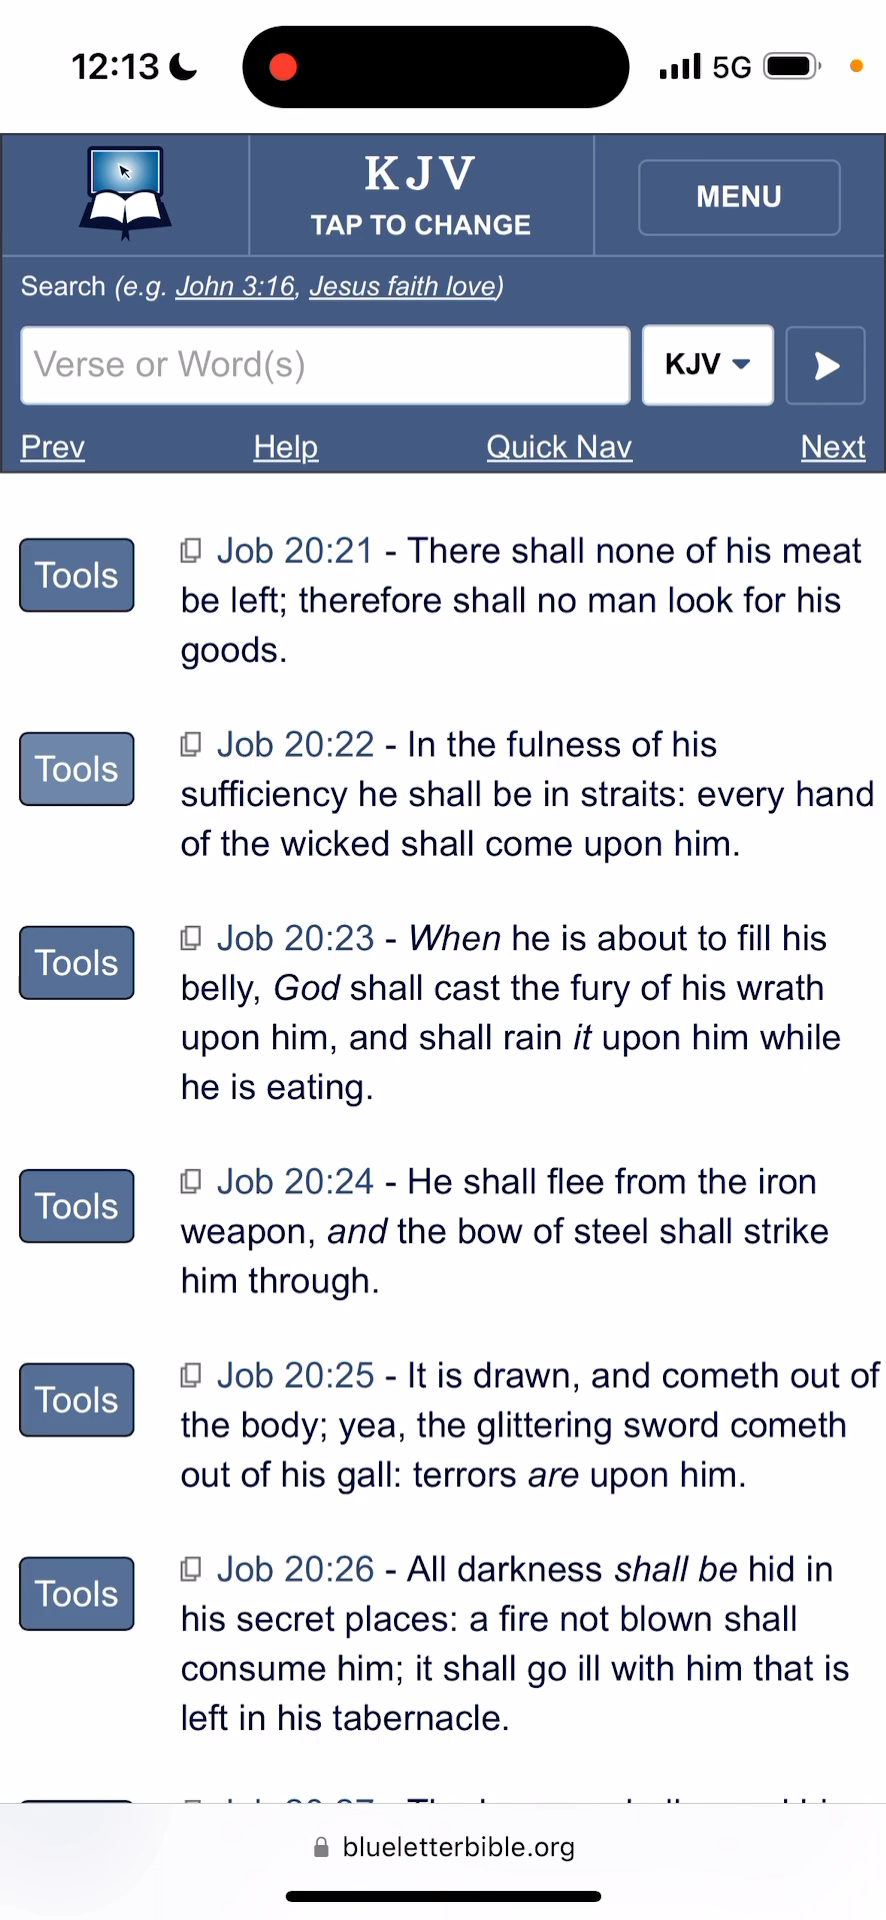 12:13 5G
KJV
TAP TO CHANGE
MENU
Search (e.g. John 3:16, Jesus faith love)
Verse or Word(s) KJV
Prev Help Quick Nav Next
Tools
Job 20:21 - There shall none of his meat
be left; therefore shall no man look for his
goods.
Tools
Job 20:22 - In the fulness of his
sufficiency he shall be in straits: every hand
of the wicked shall come upon him.
Tools
Job 20:23 - When he is about to fill his
belly, God shall cast the fury of his wrath
upon him, and shall rain it upon him while
he is eating.
Tools
Job 20:24 - He shall flee from the iron
weapon, and the bow of steel shall strike
him through.
Tools
Job 20:25 - It is drawn, and cometh out of
the body; yea, the glittering sword cometh
out of his gall: terrors are upon him.
Tools
Job 20:26 - All darkness shall be hid in
his secret places: a fire not blown shall
consume him; it shall go ill with him that is
left in his tabernacle.
blueletterbible.org